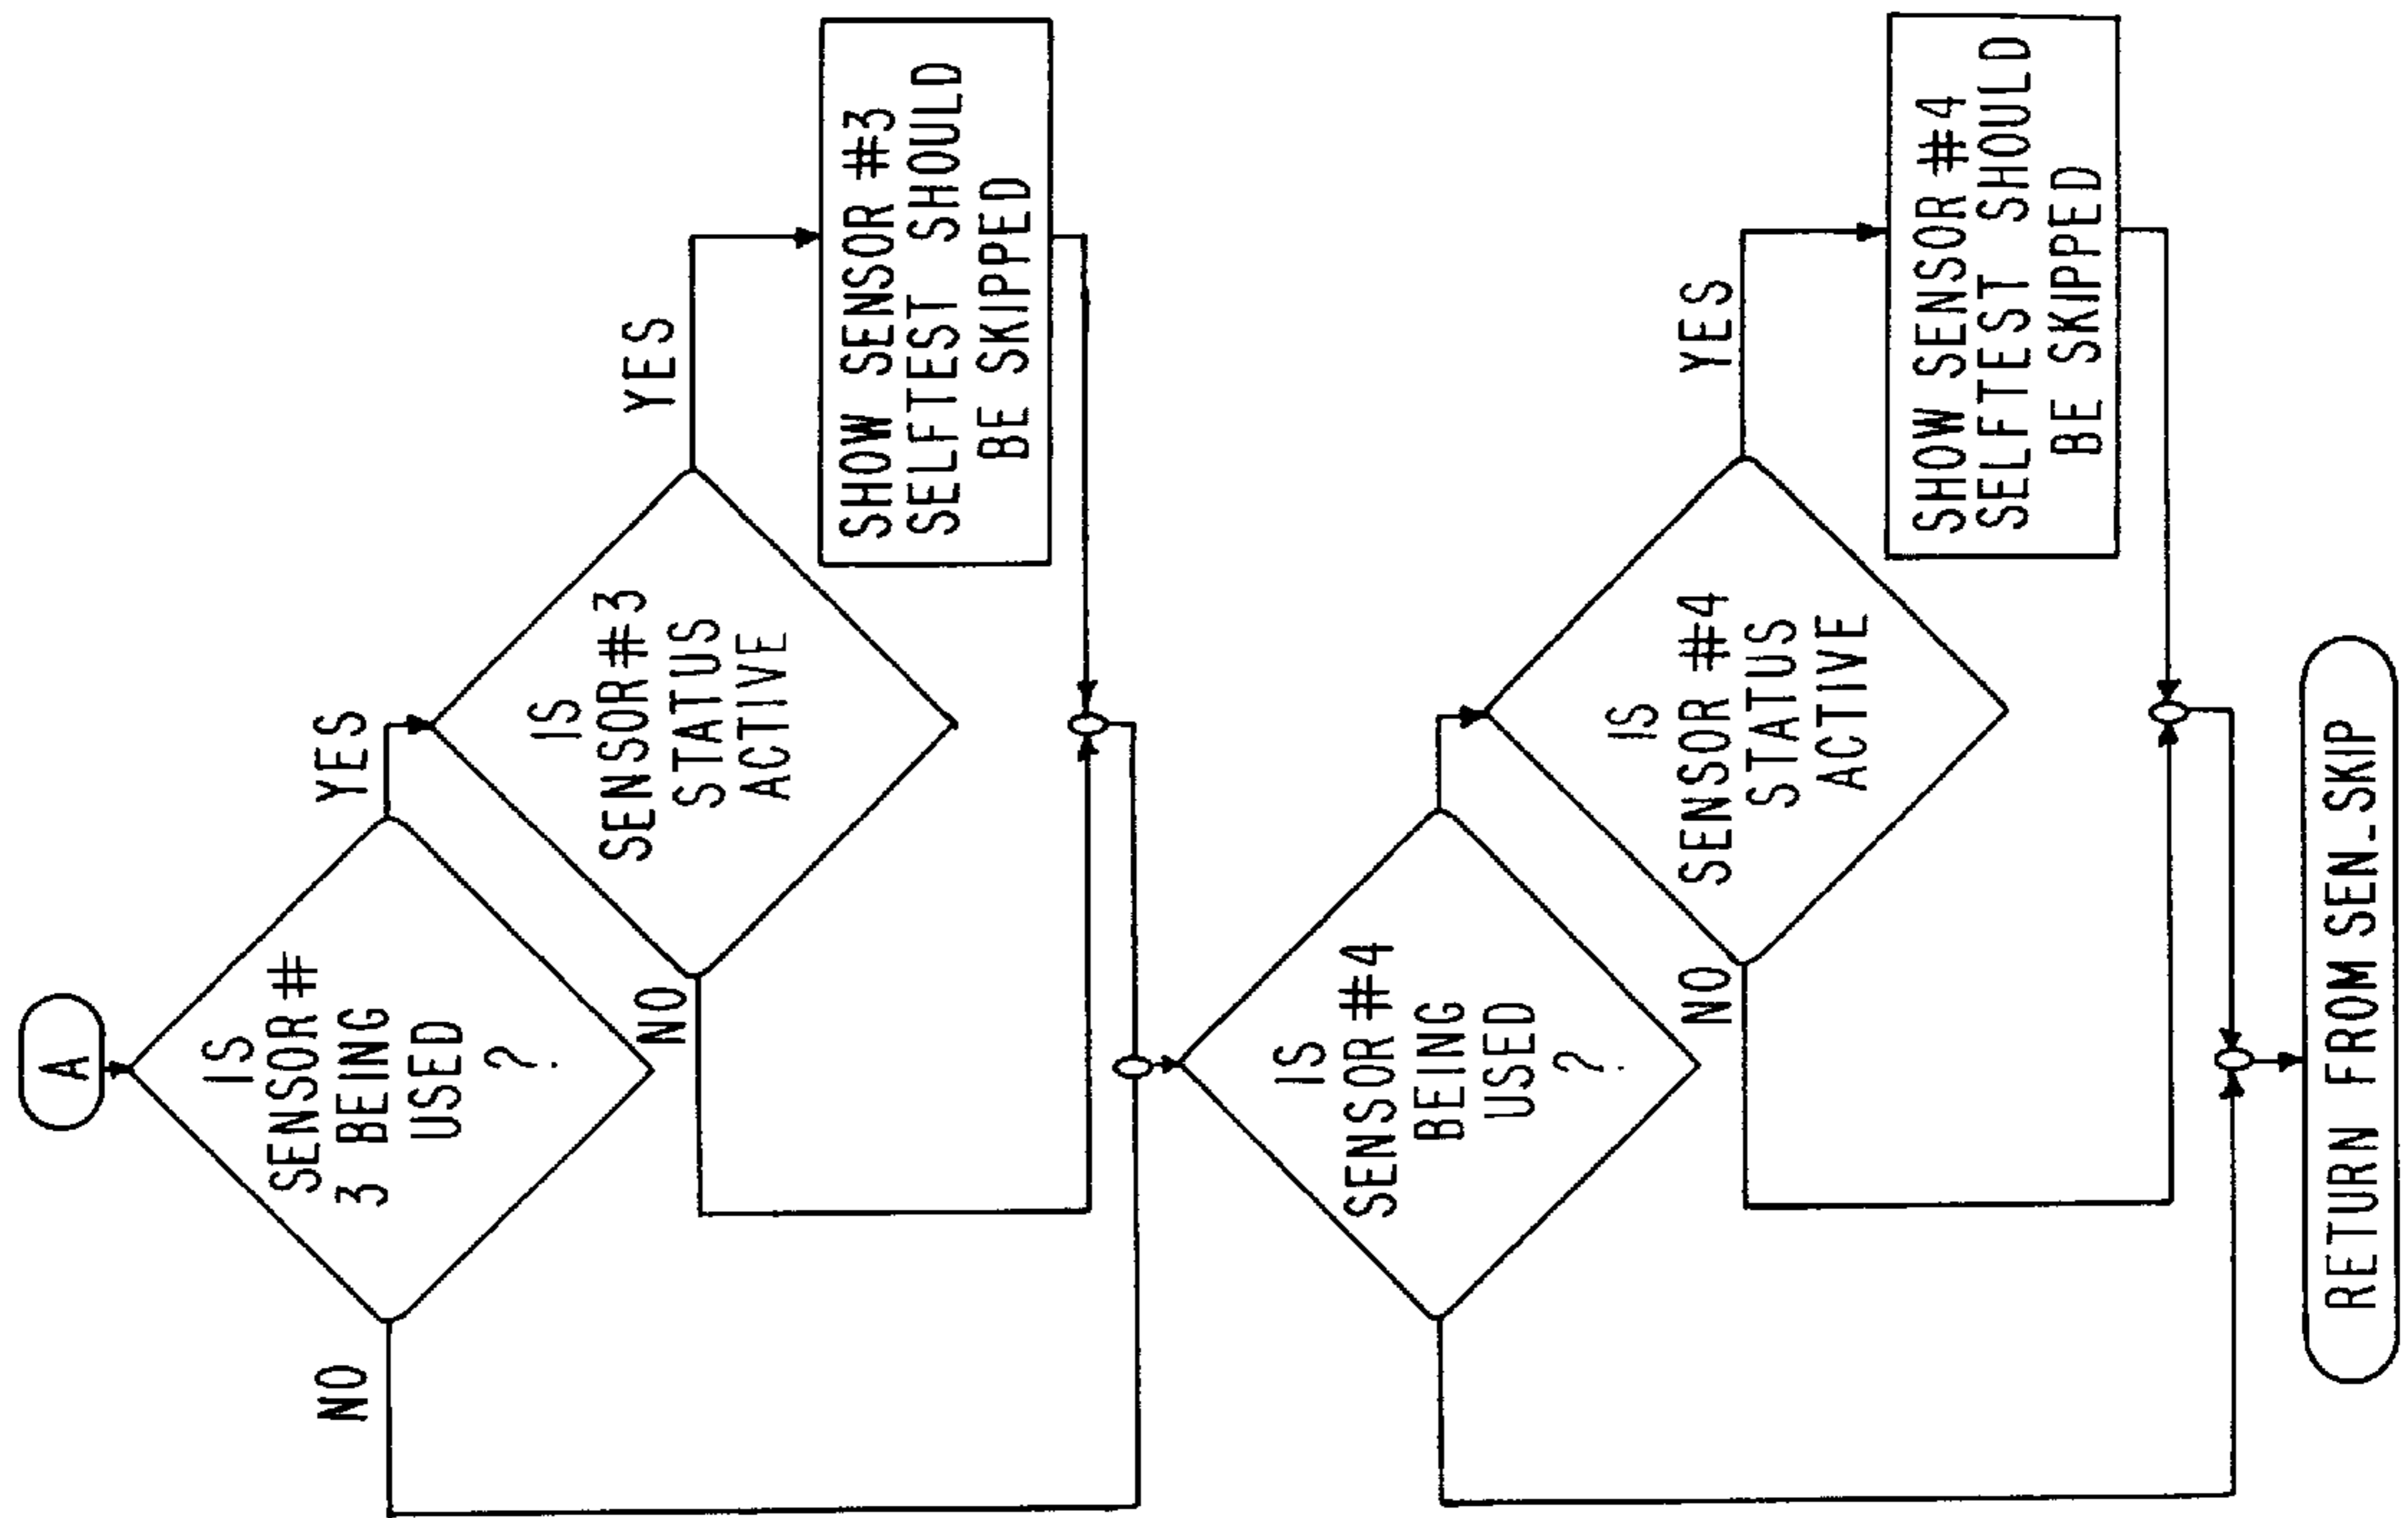 A
IS
SENSOR #
3 BEING
USED
?
YES
NO
IS
SENSOR #3
STATUS
ACTIVE
YES
NO
SHOW SENSOR #3
SELFTEST SHOULD
BE SKIPPED
IS
SENSOR #4
BEING
USED
?
IS
SENSOR #4
STATUS
ACTIVE
YES
NO
SHOW SENSOR #4
SELFTEST SHOULD
BE SKIPPED
RETURN FROM SEN_SKIP